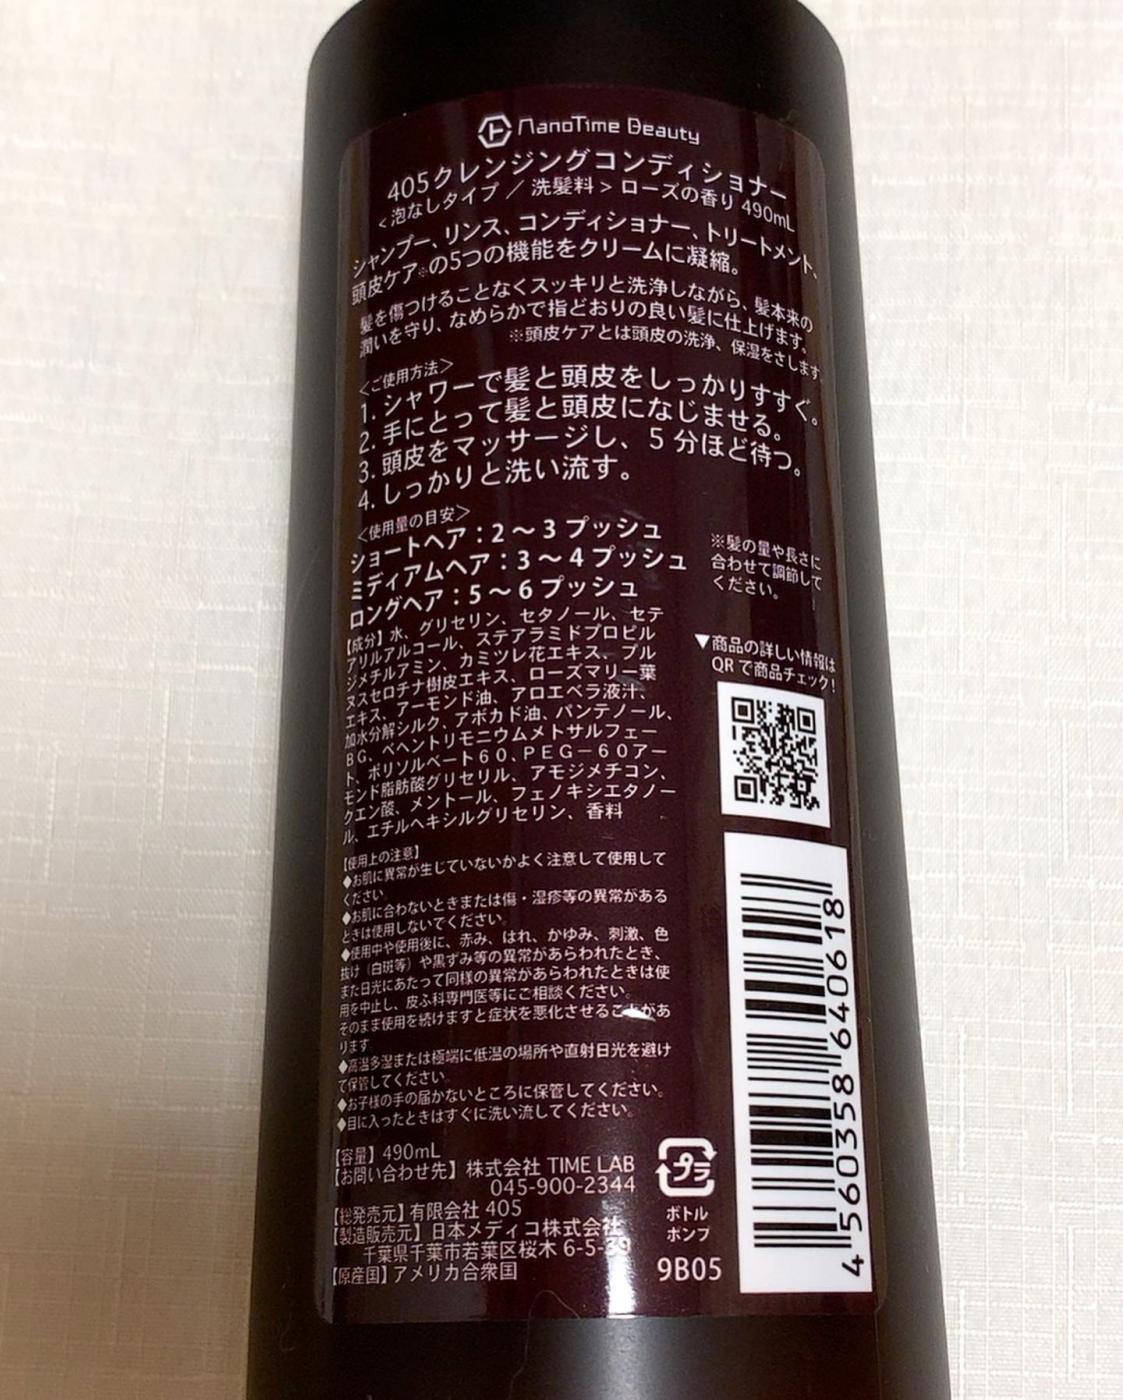 NanoTime Beauty
405クレンジングコンディショナー
<泡なしタイプ / 洗髪料> ローズの香り 490mL
シャンプー、リンス、コンディショナー、トリートメント、
頭皮ケア※の5つの機能をクリームに凝縮。
髪を傷つけることなくスッキリと洗浄しながら、髪本来の
潤いを守り、なめらかで指どおりの良い髪に仕上げます。
※頭皮ケアとは頭皮の洗浄、保湿をさします
<ご使用方法>
1. シャワーで髪と頭皮をしっかりすすぐ。
2. 手にとって髪と頭皮になじませる。
3. 頭皮をマッサージし、5分ほど待つ。
4. しっかりと洗い流す。
<使用量の目安>
ショートヘア：2～3プッシュ
ミディアムヘア：3～4プッシュ
ロングヘア：5～6プッシュ
※髪の量や長さに
合わせて調節して
ください。
【成分】水、グリセリン、セタノール、セテ
アリルアルコール、ステアラミドプロピル
ジメチルアミン、カミツレ花エキス、プル
ヌスセロチナ樹皮エキス、ローズマリー葉
エキス、アーモンド油、アロエベラ液汁、
加水分解シルク、アボカド油、パンテノール、
BG、ベヘントリモニウムメトサルフェー
ト、ポリソルベート60、PEG－60アー
モンド脂肪酸グリセリル、アモジメチコン、
クエン酸、メントール、フェノキシエタノー
ル、エチルヘキシルグリセリン、香料
▼商品の詳しい情報は
QRで商品チェック！
【使用上の注意】
◆お肌に異常が生じていないかよく注意して使用して
ください
◆お肌に合わないときまたは傷・湿疹等の異常がある
ときは使用しないでください
◆使用中や使用後に、赤み、はれ、かゆみ、刺激、色
抜け（白斑等）や黒ずみ等の異常があらわれたとき、
また日光にあたって同様の異常があらわれたときは使
用を中止し、皮ふ科専門医等にご相談ください
そのまま使用を続けますと症状を悪化させることがあ
ります
◆高温多湿または極端に低温の場所や直射日光を避け
て保管してください
◆お子様の手の届かないところに保管してください。
◆目に入ったときはすぐに洗い流してください。
【容量】490mL
【お問い合わせ先】株式会社 TIME LAB
045-900-2344
【総発売元】有限会社 405
【製造販売元】日本メディコ株式会社
千葉県千葉市若葉区桜木 6-5-
【原産国】アメリカ合衆国
プラ
ボトル
ポンプ
9B05
4 560358 640618